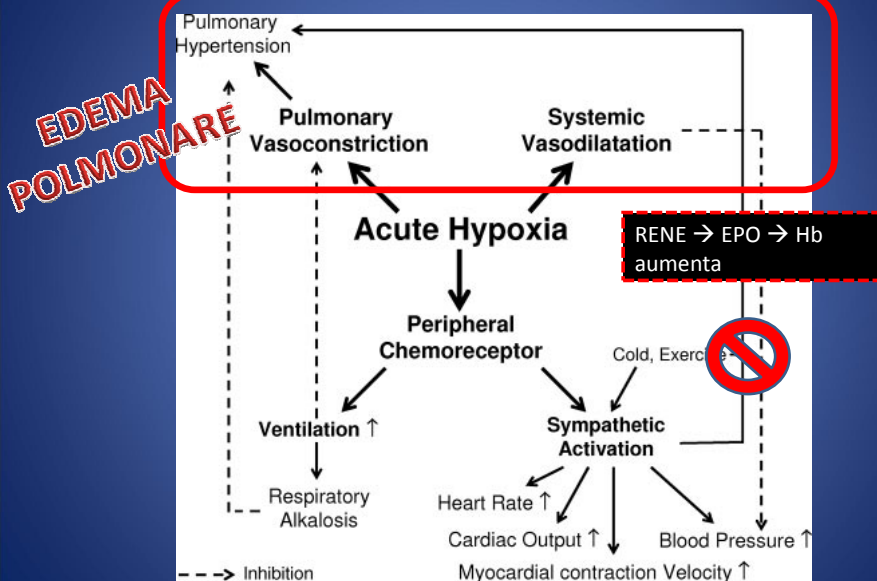 Pulmonary
Hypertension
EDEMA
POLMONARE
Pulmonary
Vasoconstriction
Systemic
Vasodilatation
Acute Hypoxia
RENE → EPO → Hb
aumenta
Peripheral
Chemoreceptor
Cold, Exercise
Ventilation ↑
Sympathetic
Activation
Respiratory
Alkalosis
Heart Rate ↑
Cardiac Output ↑
Blood Pressure ↑
Myocardial contraction Velocity ↑
Inhibition